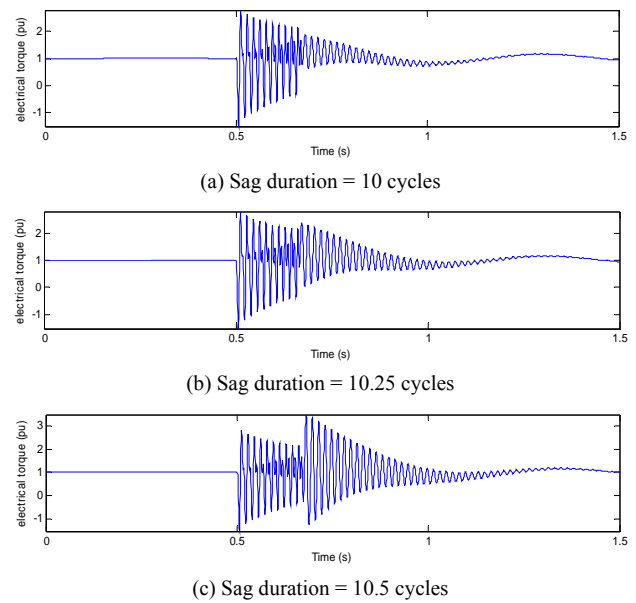 electrical torque (pu)
2
1
0
-1
0
0.5
1
1.5
Time (s)
(a) Sag duration = 10 cycles
electrical torque (pu)
2
1
0
-1
0
0.5
1
1.5
Time (s)
(b) Sag duration = 10.25 cycles
electrical torque (pu)
3
2
1
0
-1
0
0.5
1
1.5
Time (s)
(c) Sag duration = 10.5 cycles